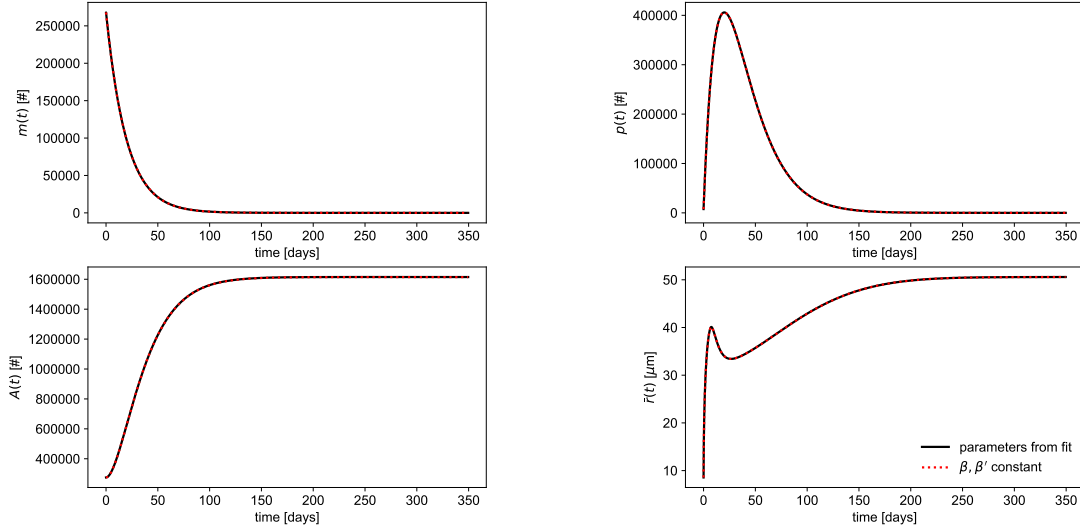 250000
200000
150000
100000
50000
0
m(t) [#]
0 50 100 150 200 250 300 350
time [days]
400000
300000
200000
100000
0
p(t) [#]
0 50 100 150 200 250 300 350
time [days]
1600000
1400000
1200000
1000000
800000
600000
400000
A(t) [#]
0 50 100 150 200 250 300 350
time [days]
50
40
30
20
10
r̄(t) [μm]
parameters from fit
β, β′ constant
0 50 100 150 200 250 300 350
time [days]